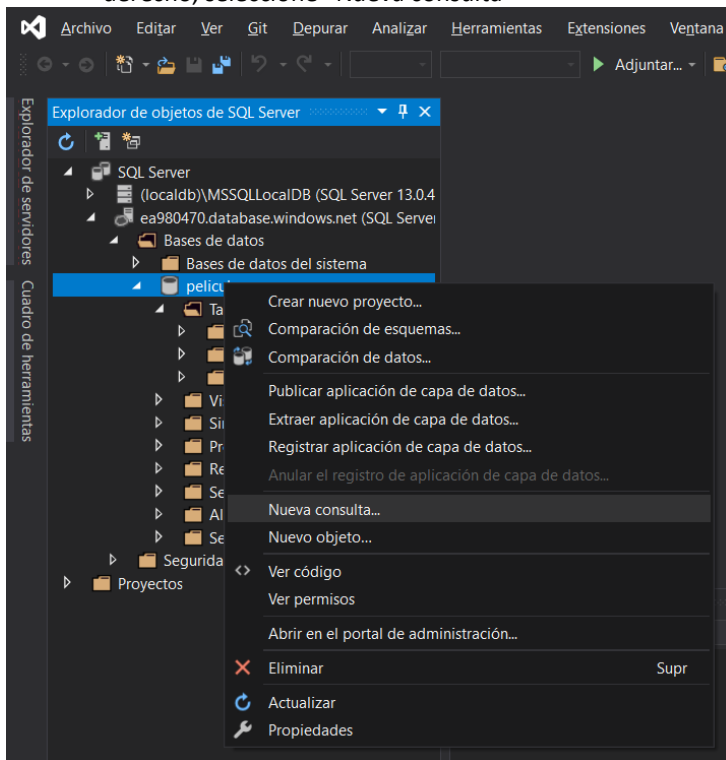 derecho, seleccione "Nueva consulta"
Archivo Editar Ver Git Depurar Analizar Herramientas Extensiones Ventana
Adjuntar...
Explorador de servidores
Cuadro de herramientas
Explorador de objetos de SQL Server
SQL Server
(localdb)\MSSQLLocalDB (SQL Server 13.0.4
ea980470.database.windows.net (SQL Server
Bases de datos
Bases de datos del sistema
pelicu
Ta
Vi
Si
Pr
Re
Se
Al
Se
Segurida
Proyectos
Crear nuevo proyecto...
Comparación de esquemas...
Comparación de datos...
Publicar aplicación de capa de datos...
Extraer aplicación de capa de datos...
Registrar aplicación de capa de datos...
Anular el registro de aplicación de capa de datos...
Nueva consulta...
Nuevo objeto...
Ver código
Ver permisos
Abrir en el portal de administración...
Eliminar Supr
Actualizar
Propiedades